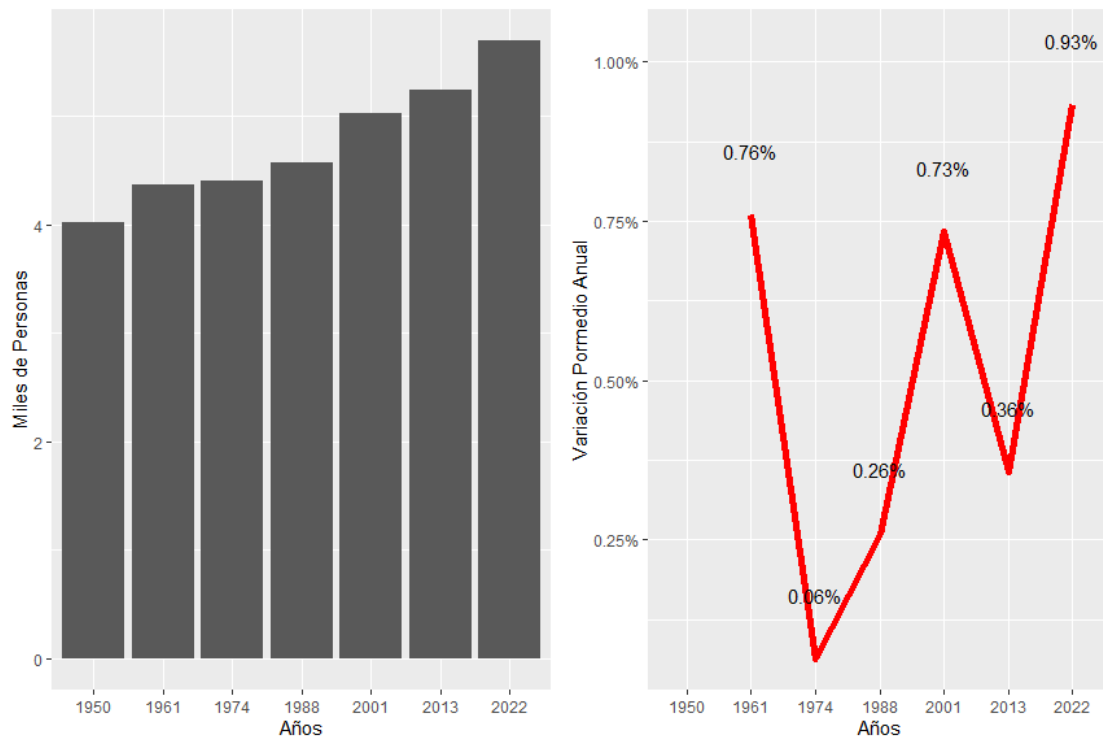 Miles de Personas
4
2
0
1950 1961 1974 1988 2001 2013 2022
Años
Variación Pormedio Anual
1.00%
0.75%
0.50%
0.25%
0.76%
0.06%
0.26%
0.73%
0.36%
0.93%
1950 1961 1974 1988 2001 2013 2022
Años